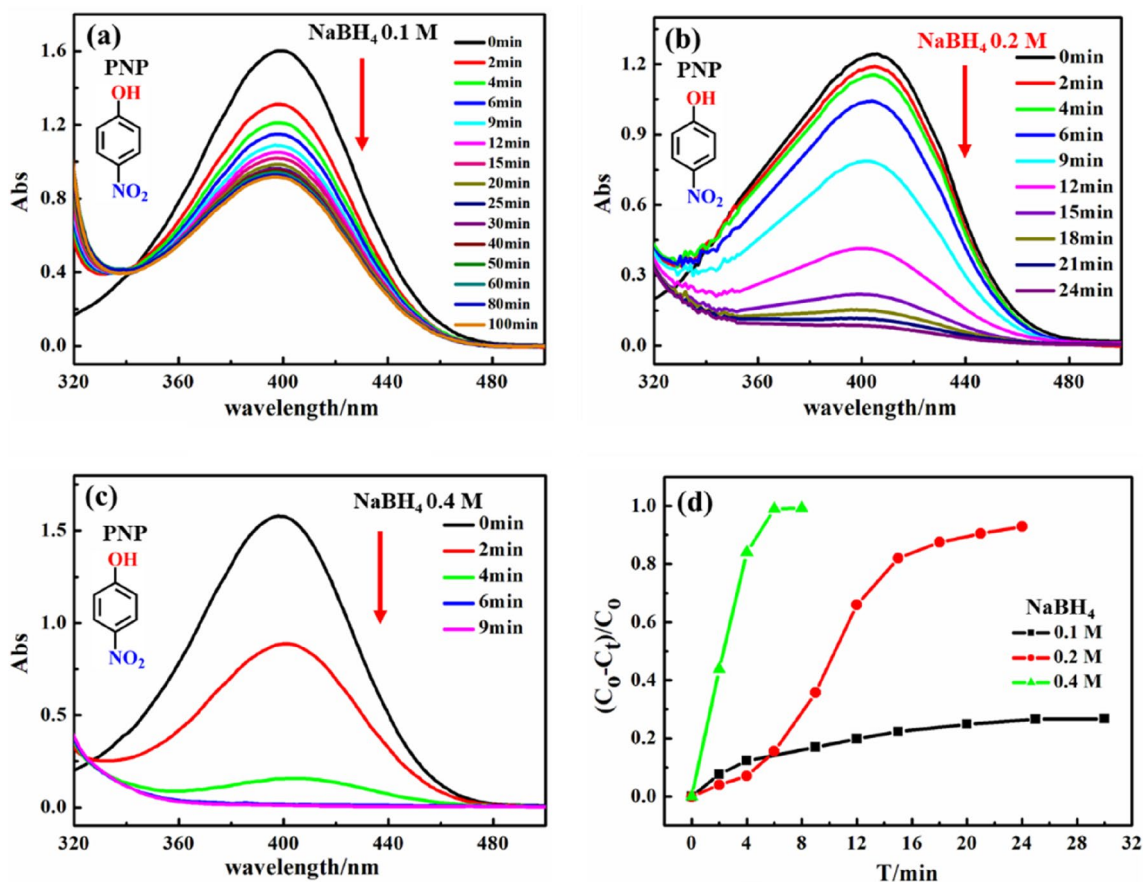 (a)
NaBH4 0.1 M
PNP
OH
NO2
0min
2min
4min
6min
9min
12min
15min
20min
25min
30min
40min
50min
60min
80min
100min
Abs
1.6
1.2
0.8
0.4
0.0
320 360 400 440 480
wavelength/nm
(b)
NaBH4 0.2 M
PNP
OH
NO2
0min
2min
4min
6min
9min
12min
15min
18min
21min
24min
Abs
1.2
0.9
0.6
0.3
0.0
320 360 400 440 480
wavelength/nm
(c)
NaBH4 0.4 M
PNP
OH
NO2
0min
2min
4min
6min
9min
Abs
1.5
1.0
0.5
0.0
320 360 400 440 480
wavelength/nm
(d)
NaBH4
0.1 M
0.2 M
0.4 M
(C0-Ct)/C0
1.0
0.8
0.6
0.4
0.2
0.0
0 4 8 12 16 20 24 28 32
T/min